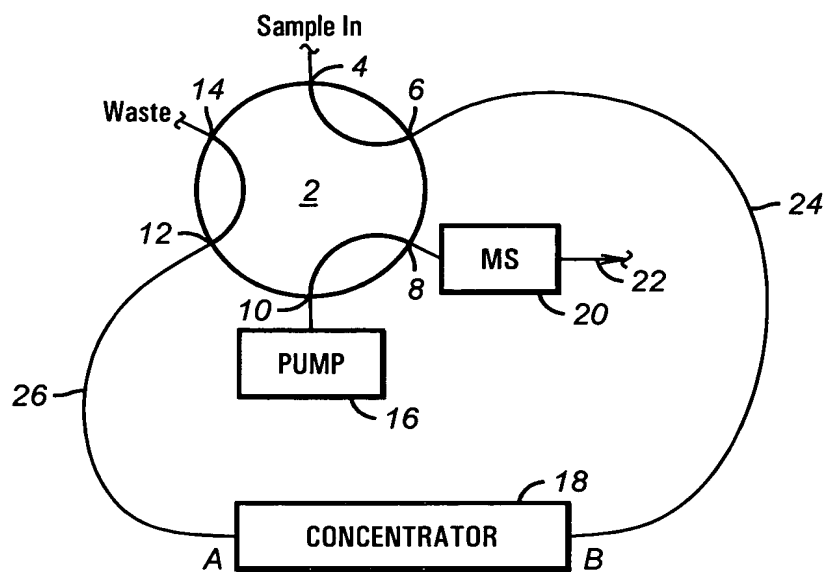 Sample In
4
14
6
Waste
2
24
12
MS
8
22
10
20
PUMP
26
16
18
CONCENTRATOR
A
B